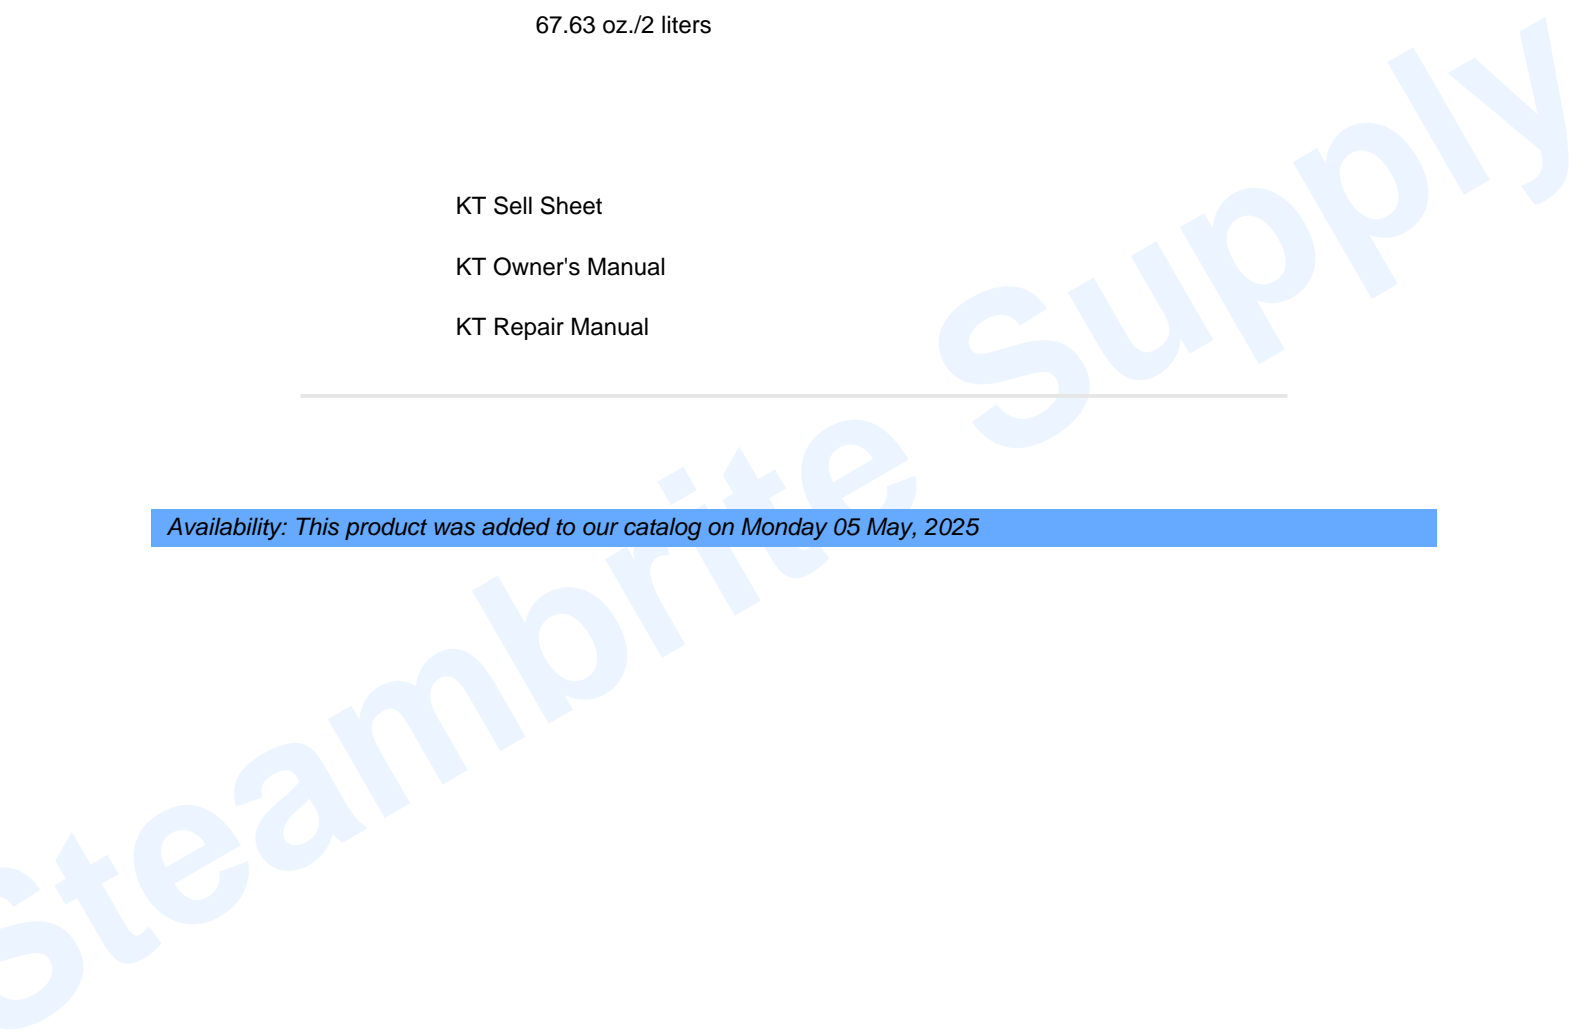 67.63 oz./2 liters
KT Sell Sheet
KT Owner's Manual
KT Repair Manual
Availability: This product was added to our catalog on Monday 05 May, 2025
Steambrite Supply